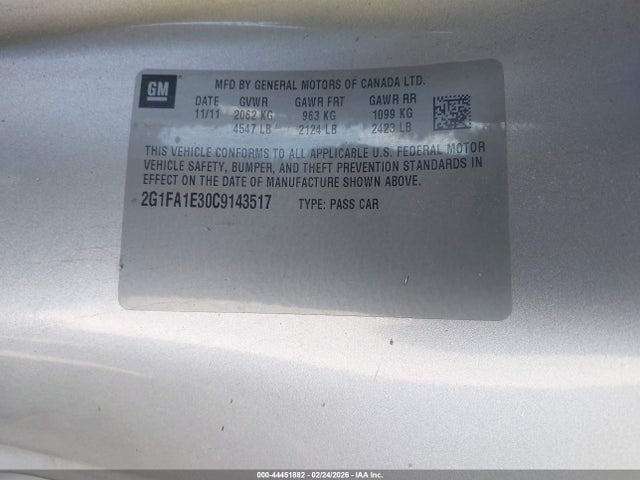 GM
MFD BY GENERAL MOTORS OF CANADA LTD.
DATE GVWR GAWR FRT GAWR RR
11/11 2062 KG 963 KG 1099 KG
4547 LB 2124 LB 2423 LB
THIS VEHICLE CONFORMS TO ALL APPLICABLE U.S. FEDERAL MOTOR
VEHICLE SAFETY, BUMPER, AND THEFT PREVENTION STANDARDS IN
EFFECT ON THE DATE OF MANUFACTURE SHOWN ABOVE.
2G1FA1E30C9143517 TYPE: PASS CAR
000-44451882 - 02/24/2026 - IAA Inc.